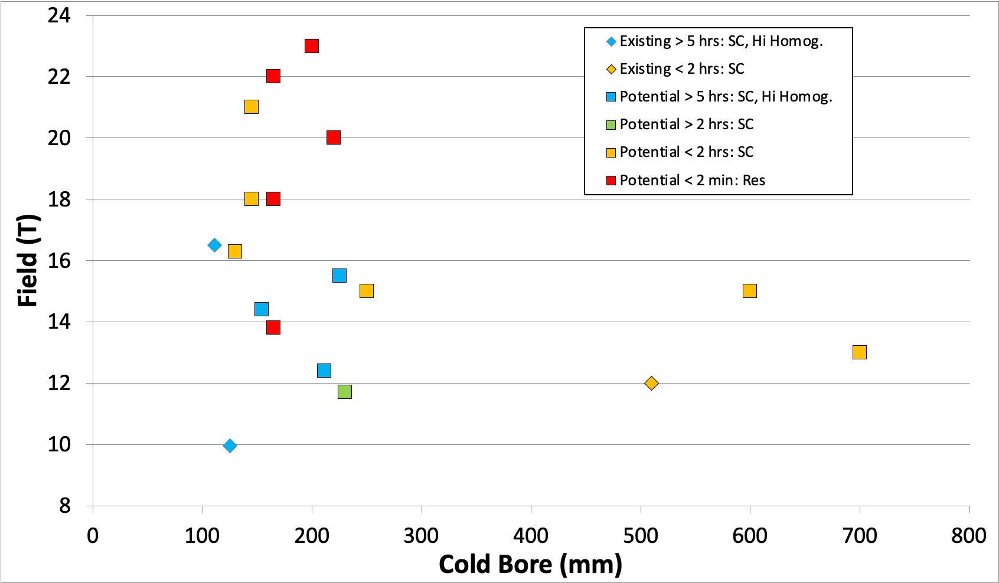 24
22
20
18
16
14
12
10
8
Field (T)
Existing > 5 hrs: SC, Hi Homog.
Existing < 2 hrs: SC
Potential > 5 hrs: SC, Hi Homog.
Potential > 2 hrs: SC
Potential < 2 hrs: SC
Potential < 2 min: Res
0 100 200 300 400 500 600 700 800
Cold Bore (mm)